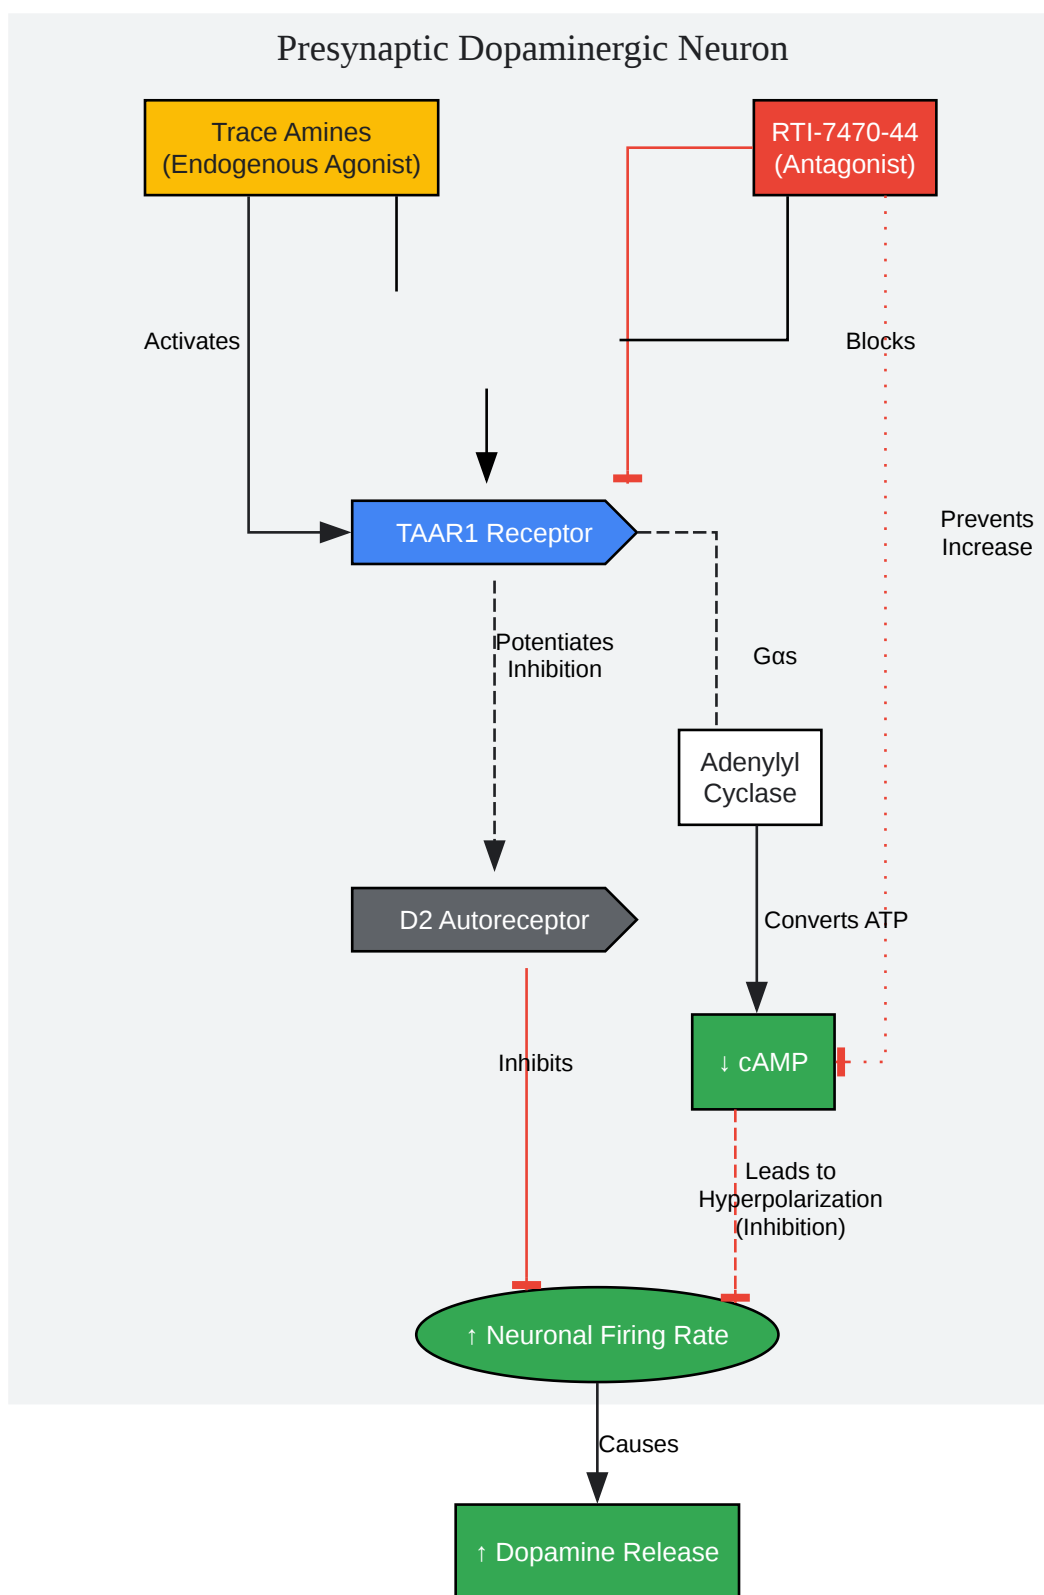 Presynaptic Dopaminergic Neuron
Trace Amines
(Endogenous Agonist)
RTI-7470-44
(Antagonist)
Activates
Blocks
Prevents
Increase
TAAR1 Receptor
Potentiates
Inhibition
Gαs
Adenylyl
Cyclase
D2 Autoreceptor
Converts ATP
Inhibits
↓ cAMP
Leads to
Hyperpolarization
(Inhibition)
↑ Neuronal Firing Rate
Causes
↑ Dopamine Release